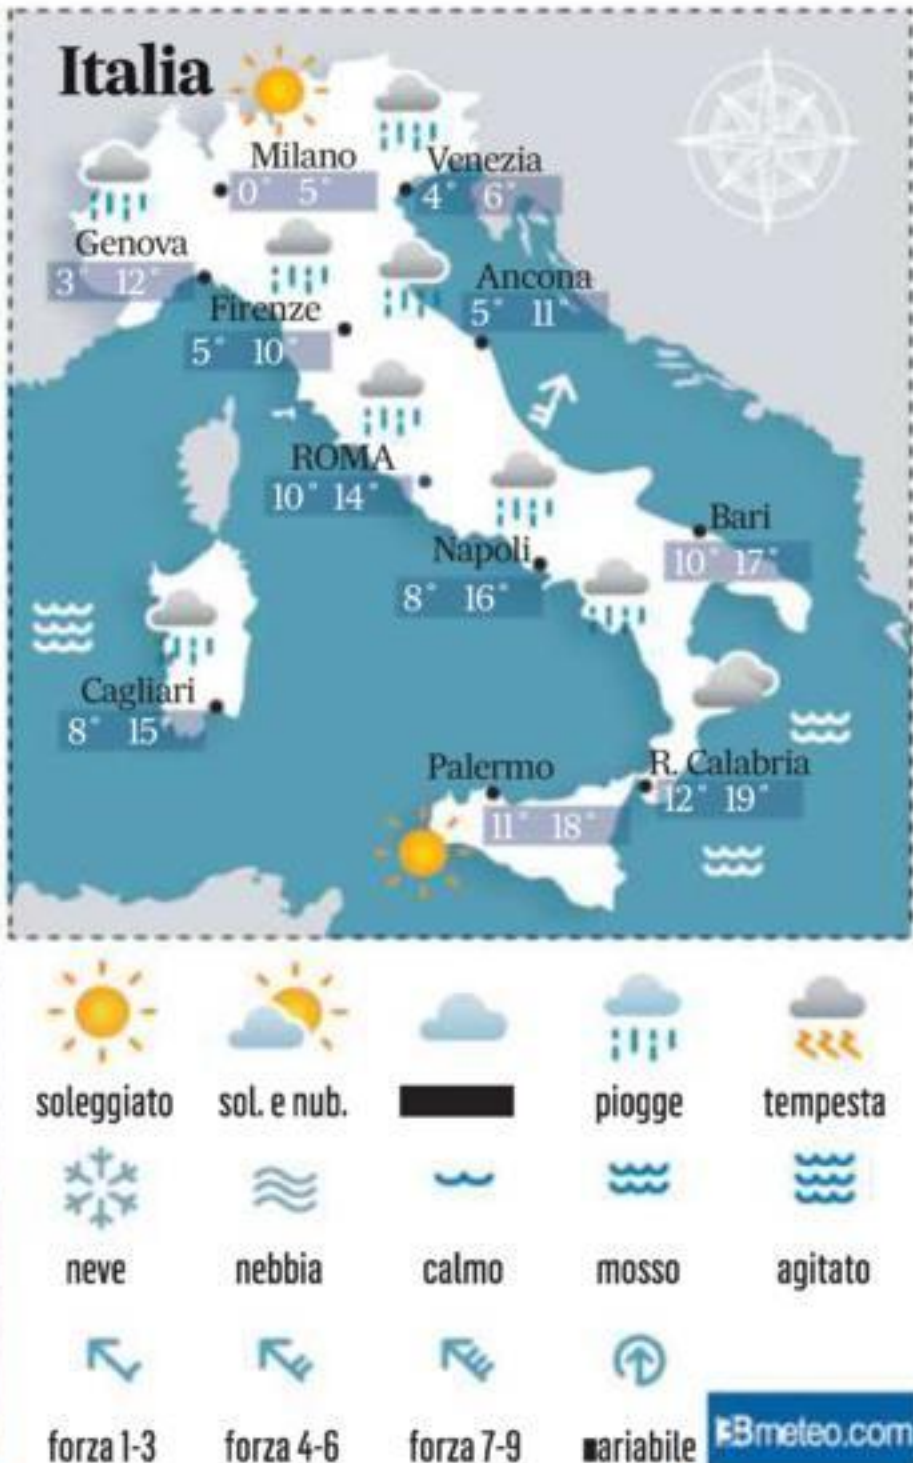 Italia
Milano
0° 5°
Venezia
4° 6°
Genova
3° 12°
Ancona
5° 11°
Firenze
5° 10°
ROMA
10° 14°
Bari
10° 17°
Napoli
8° 16°
Cagliari
8° 15°
Palermo
11° 18°
R. Calabria
12° 19°
soleggiato sol. e nub. piogge tempesta
neve nebbia calmo mosso agitato
forza 1-3 forza 4-6 forza 7-9 ariabile
3Bmeteo.com